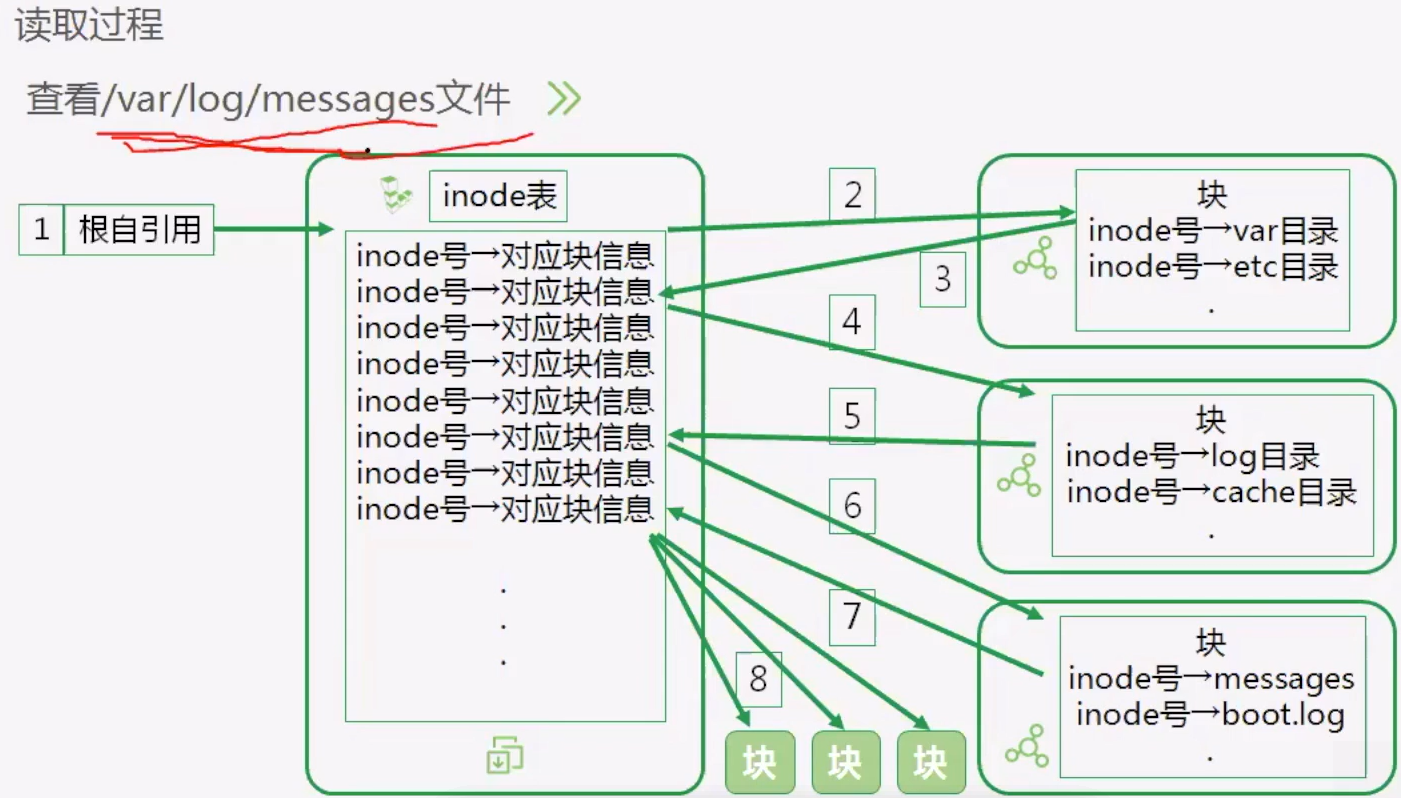 读取过程
查看/var/log/messages文件
1 根自引用
inode表
inode号→对应块信息
inode号→对应块信息
inode号→对应块信息
inode号→对应块信息
inode号→对应块信息
inode号→对应块信息
inode号→对应块信息
inode号→对应块信息
.
.
.
2
3
4
5
6
7
8
块
inode号→var目录
inode号→etc目录
.
块
inode号→log目录
inode号→cache目录
.
块
inode号→messages
inode号→boot.log
.
块 块 块